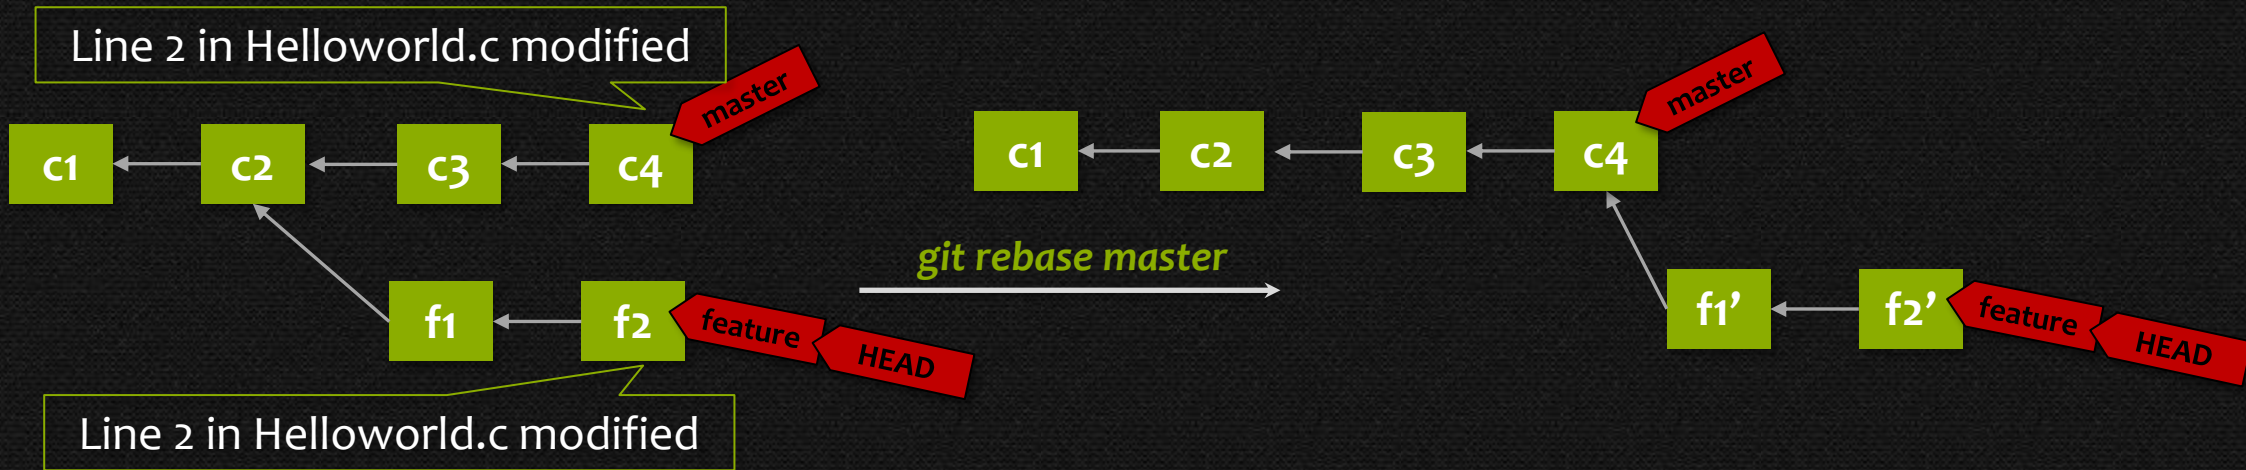 Line 2 in Helloworld.c modified
master
c1
c2
c3
c4
f1
f2
feature
HEAD
Line 2 in Helloworld.c modified
git rebase master
master
c1
c2
c3
c4
f1’
f2’
feature
HEAD